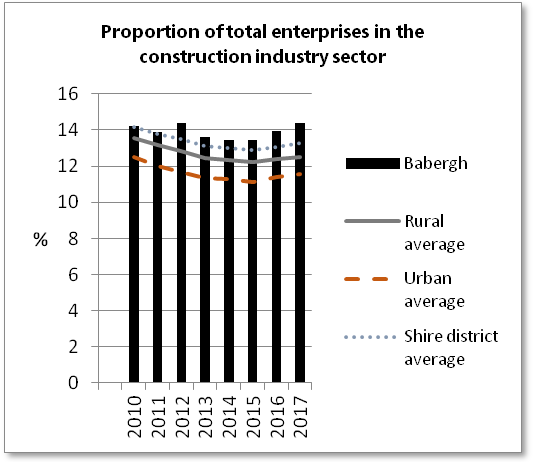 Proportion of total enterprises in the
construction industry sector
16
14
12
10
8
6
4
2
0
%
2010
2011
2012
2013
2014
2015
2016
2017
Babergh
Rural
average
Urban
average
Shire district
average